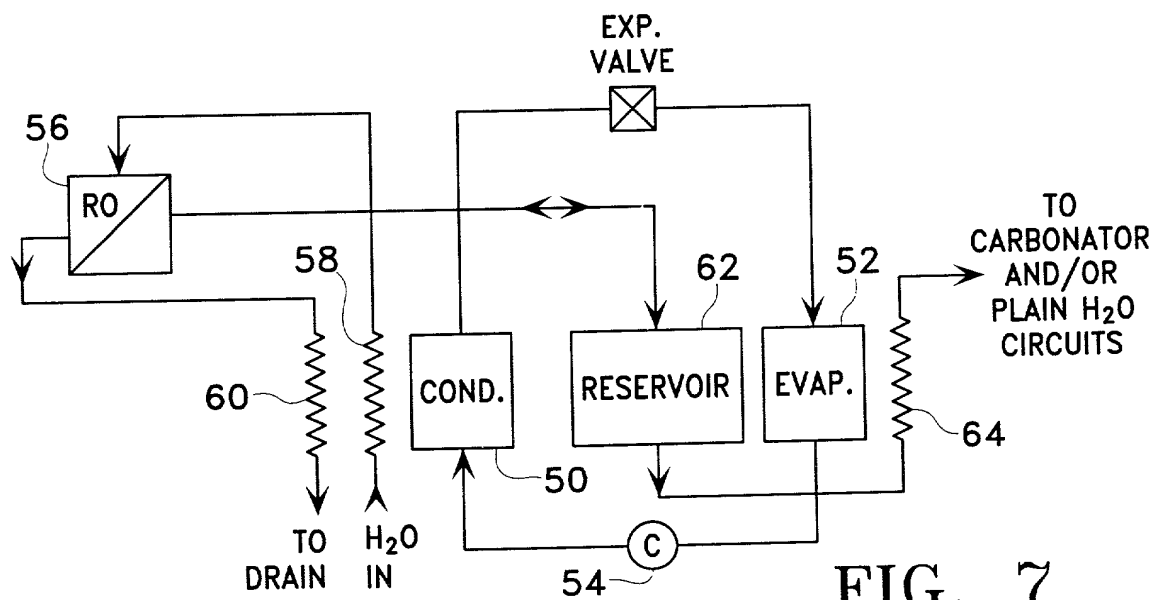 EXP.
VALVE
56
RO
58
62
52
TO
CARBONATOR
AND/OR
PLAIN H₂O
CIRCUITS
60
COND.
RESERVOIR
EVAP.
64
50
TO
DRAIN
H₂O
IN
C
54
FIG. 7